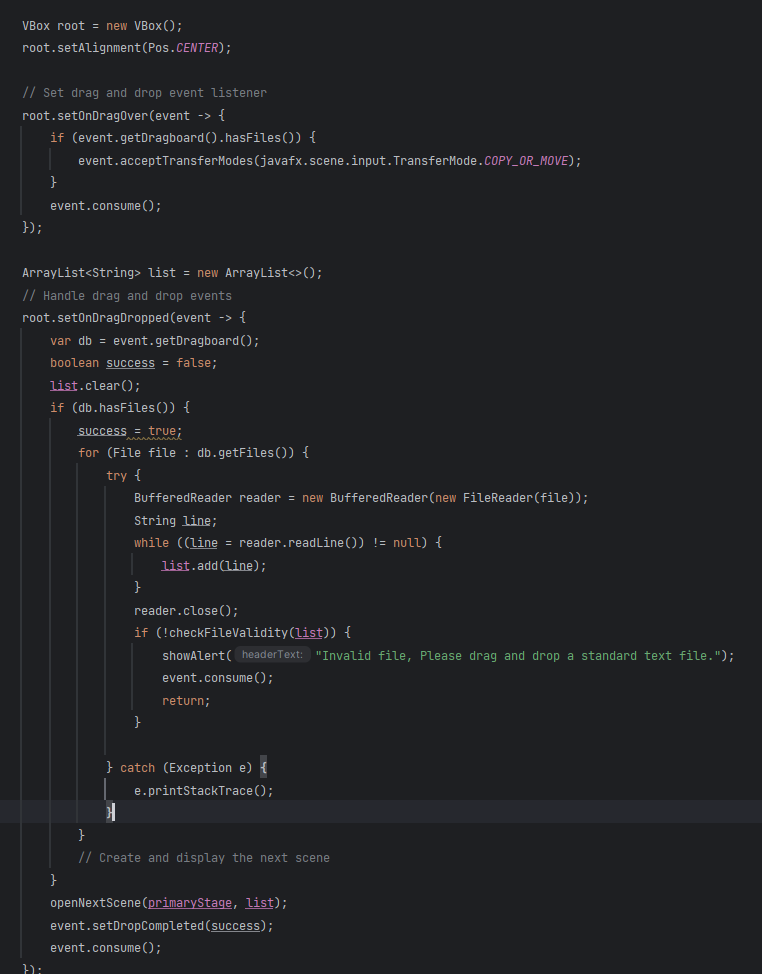 VBox root = new VBox();
root.setAlignment(Pos.CENTER);
// Set drag and drop event listener
root.setOnDragOver(event -> {
if (event.getDragboard().hasFiles()) {
event.acceptTransferModes(javafx.scene.input.TransferMode.COPY_OR_MOVE);
}
event.consume();
});
ArrayList<String> list = new ArrayList<>();
// Handle drag and drop events
root.setOnDragDropped(event -> {
var db = event.getDragboard();
boolean success = false;
list.clear();
if (db.hasFiles()) {
success = true;
for (File file : db.getFiles()) {
try {
BufferedReader reader = new BufferedReader(new FileReader(file));
String line;
while ((line = reader.readLine()) != null) {
list.add(line);
}
reader.close();
if (!checkFileValidity(list)) {
showAlert( headerText: "Invalid file, Please drag and drop a standard text file.");
event.consume();
return;
}
} catch (Exception e) {
e.printStackTrace();
}
}
// Create and display the next scene
}
openNextScene(primaryStage, list);
event.setDropCompleted(success);
event.consume();
});